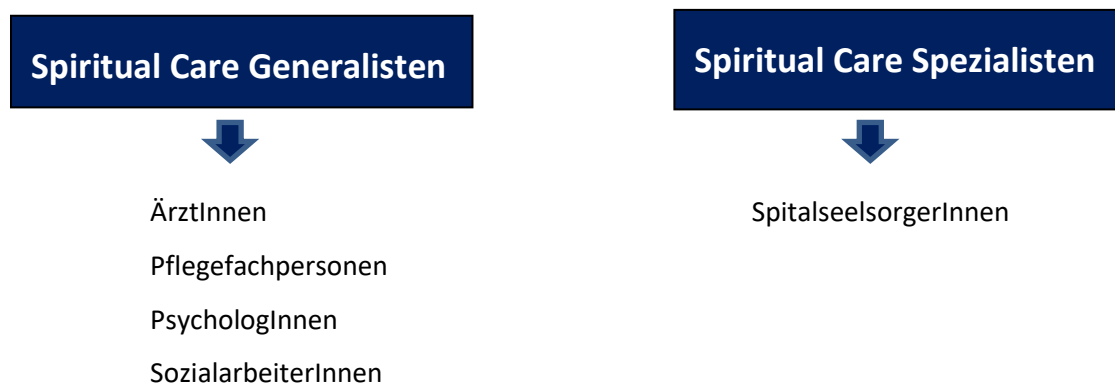 Spiritual Care Generalisten
Spiritual Care Spezialisten
ÄrztInnen
SpitalseelsorgerInnen
Pflegefachpersonen
PsychologInnen
SozialarbeiterInnen